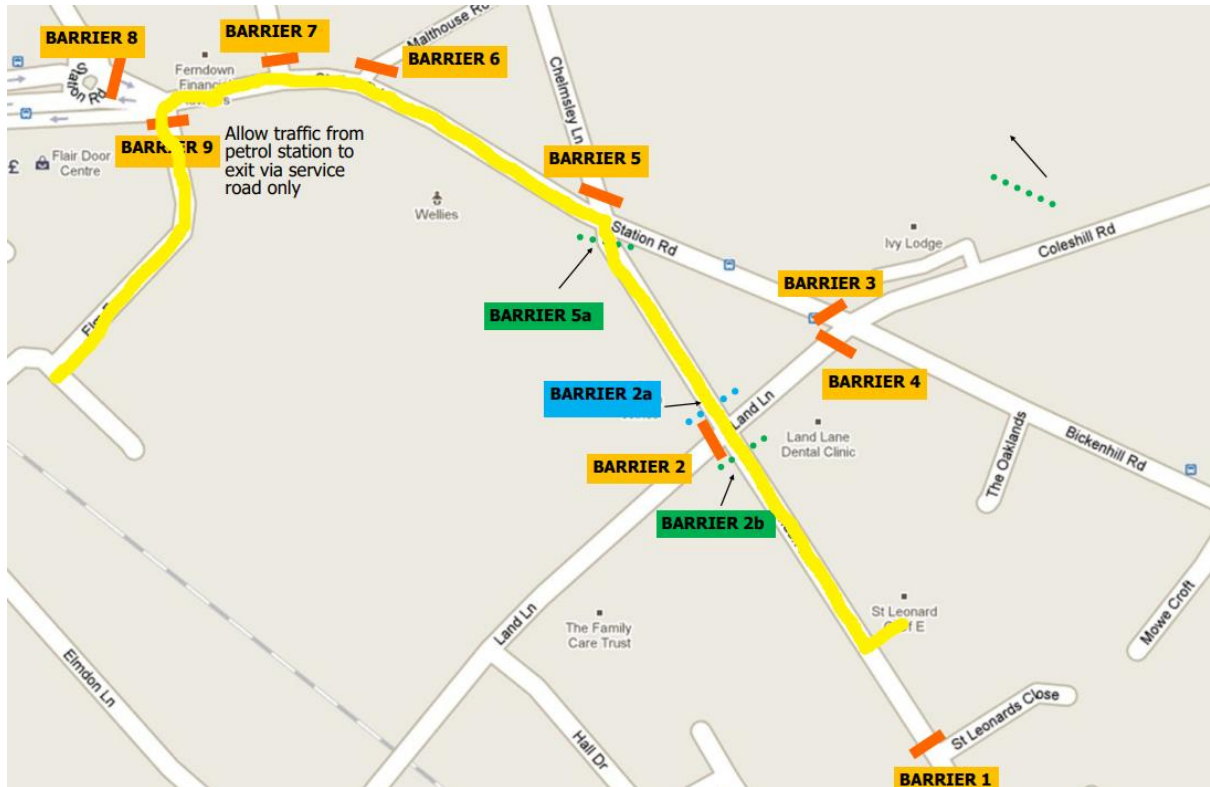 BARRIER 8
BARRIER 7
Malthouse Rd
BARRIER 6
Ferndown
Station Rd
Chelmsley Ln
Flair Door
Centre
£
BARRIER 9
Allow traffic from
petrol station to
exit via service
road only
BARRIER 5
Wellies
Station Rd
Ivy Lodge
Coleshill Rd
BARRIER 3
BARRIER 5a
BARRIER 4
BARRIER 2a
Land Ln
Land Lane
Dental Clinic
The Oaklands
Bickenhill Rd
BARRIER 2
BARRIER 2b
St Leonard
Land Ln
The Family
Care Trust
Mowe Croft
Elmdon Ln
Hall Dr
St Leonards Close
BARRIER 1